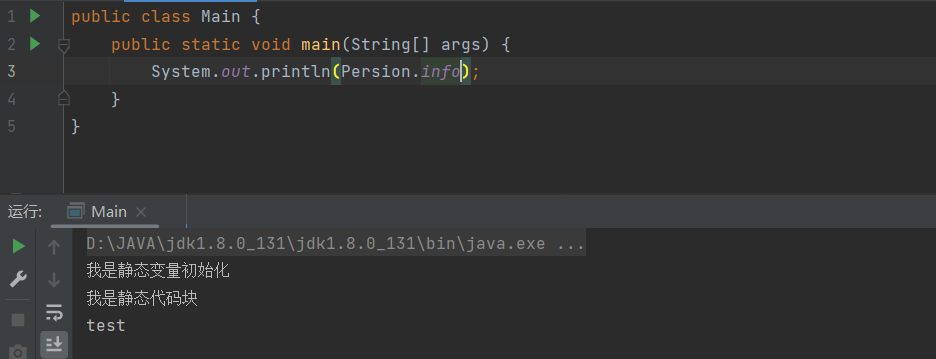 1 public class Main {
2 public static void main(String[] args) {
3 System.out.println(Persion.info);
4 }
5 }
运行: Main ×
D:\JAVA\jdk1.8.0_131\jdk1.8.0_131\bin\java.exe ...
我是静态变量初始化
我是静态代码块
test